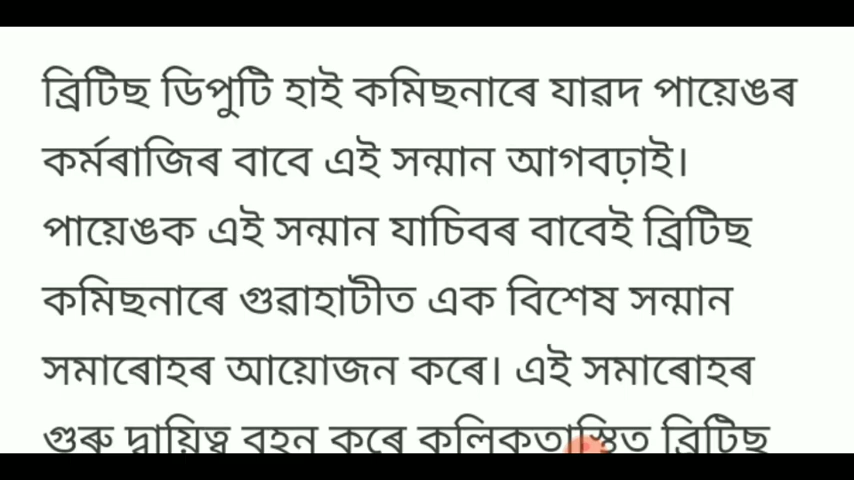 ব্ৰিটিছ ডিপুটি হাই কমিছনাৰে যাৱদ পায়েঙৰ
কৰ্মৰাজিৰ বাবে এই সন্মান আগবঢ়াই।
পায়েঙক এই সন্মান যাচিবৰ বাবেই ব্ৰিটিছ
কমিছনাৰে গুৱাহাটীত এক বিশেষ সন্মান
সমাৰোহৰ আয়োজন কৰে। এই সমাৰোহৰ
গুৰু দ্বায়িত্ব বহন কৰে কলিকতাস্থিত ব্ৰিটিছ